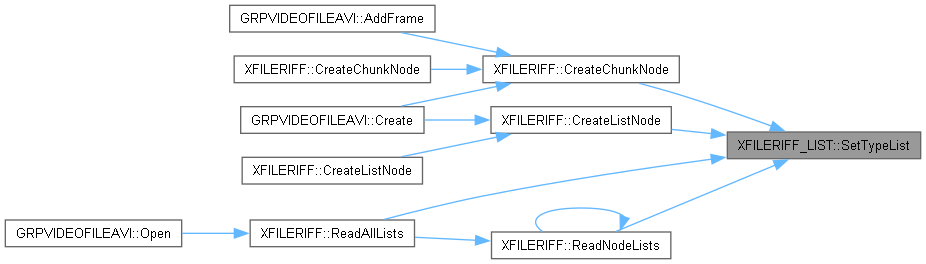 GRPVIDEOFILEAVI::AddFrame
XFILERIFF::CreateChunkNode
XFILERIFF::CreateChunkNode
GRPVIDEOFILEAVI::Create
XFILERIFF::CreateListNode
XFILERIFF_LIST::SetTypeList
XFILERIFF::CreateListNode
GRPVIDEOFILEAVI::Open
XFILERIFF::ReadAllLists
XFILERIFF::ReadNodeLists